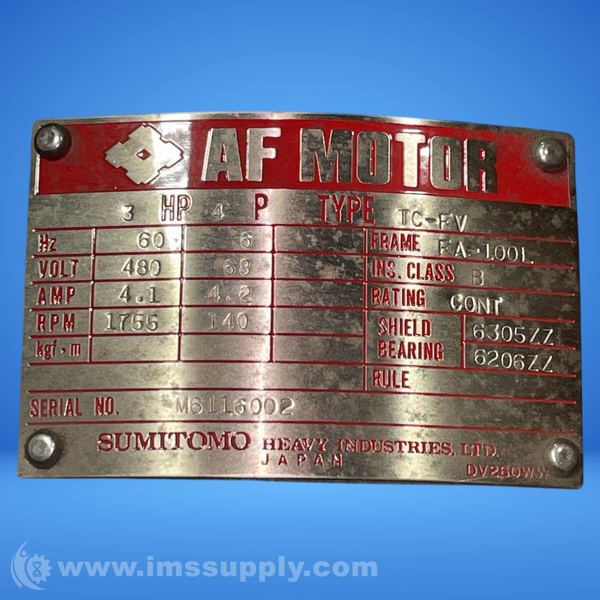 AF MOTOR
3 HP 4 P TYPE TC-FV
Hz 60 6 FRAME FA-100L
VOLT 480 68 INS. CLASS B
AMP 4.1 4.2 RATING CONT
RPM 1755 140 SHIELD 6305ZZ
kgf·m BEARING 6206ZZ
RULE
SERIAL NO. M6116002
SUMITOMO HEAVY INDUSTRIES, LTD.
JAPAN
www.imssupply.com